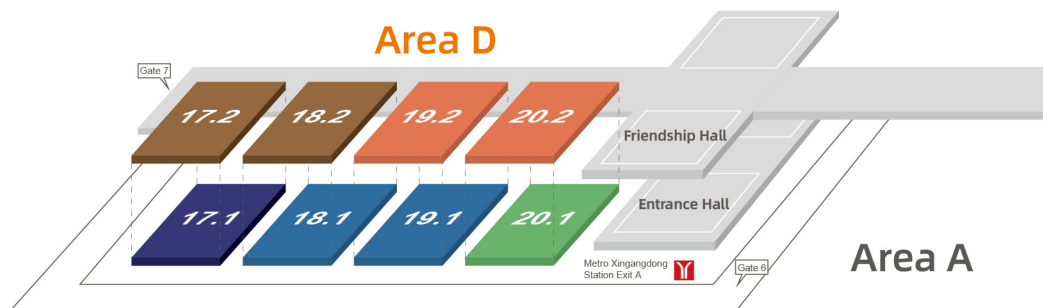 Area D
Gate 7
17.2
18.2
19.2
20.2
Friendship Hall
17.1
18.1
19.1
20.1
Entrance Hall
Metro Xingangdong
Station Exit A
Gate 6
Area A